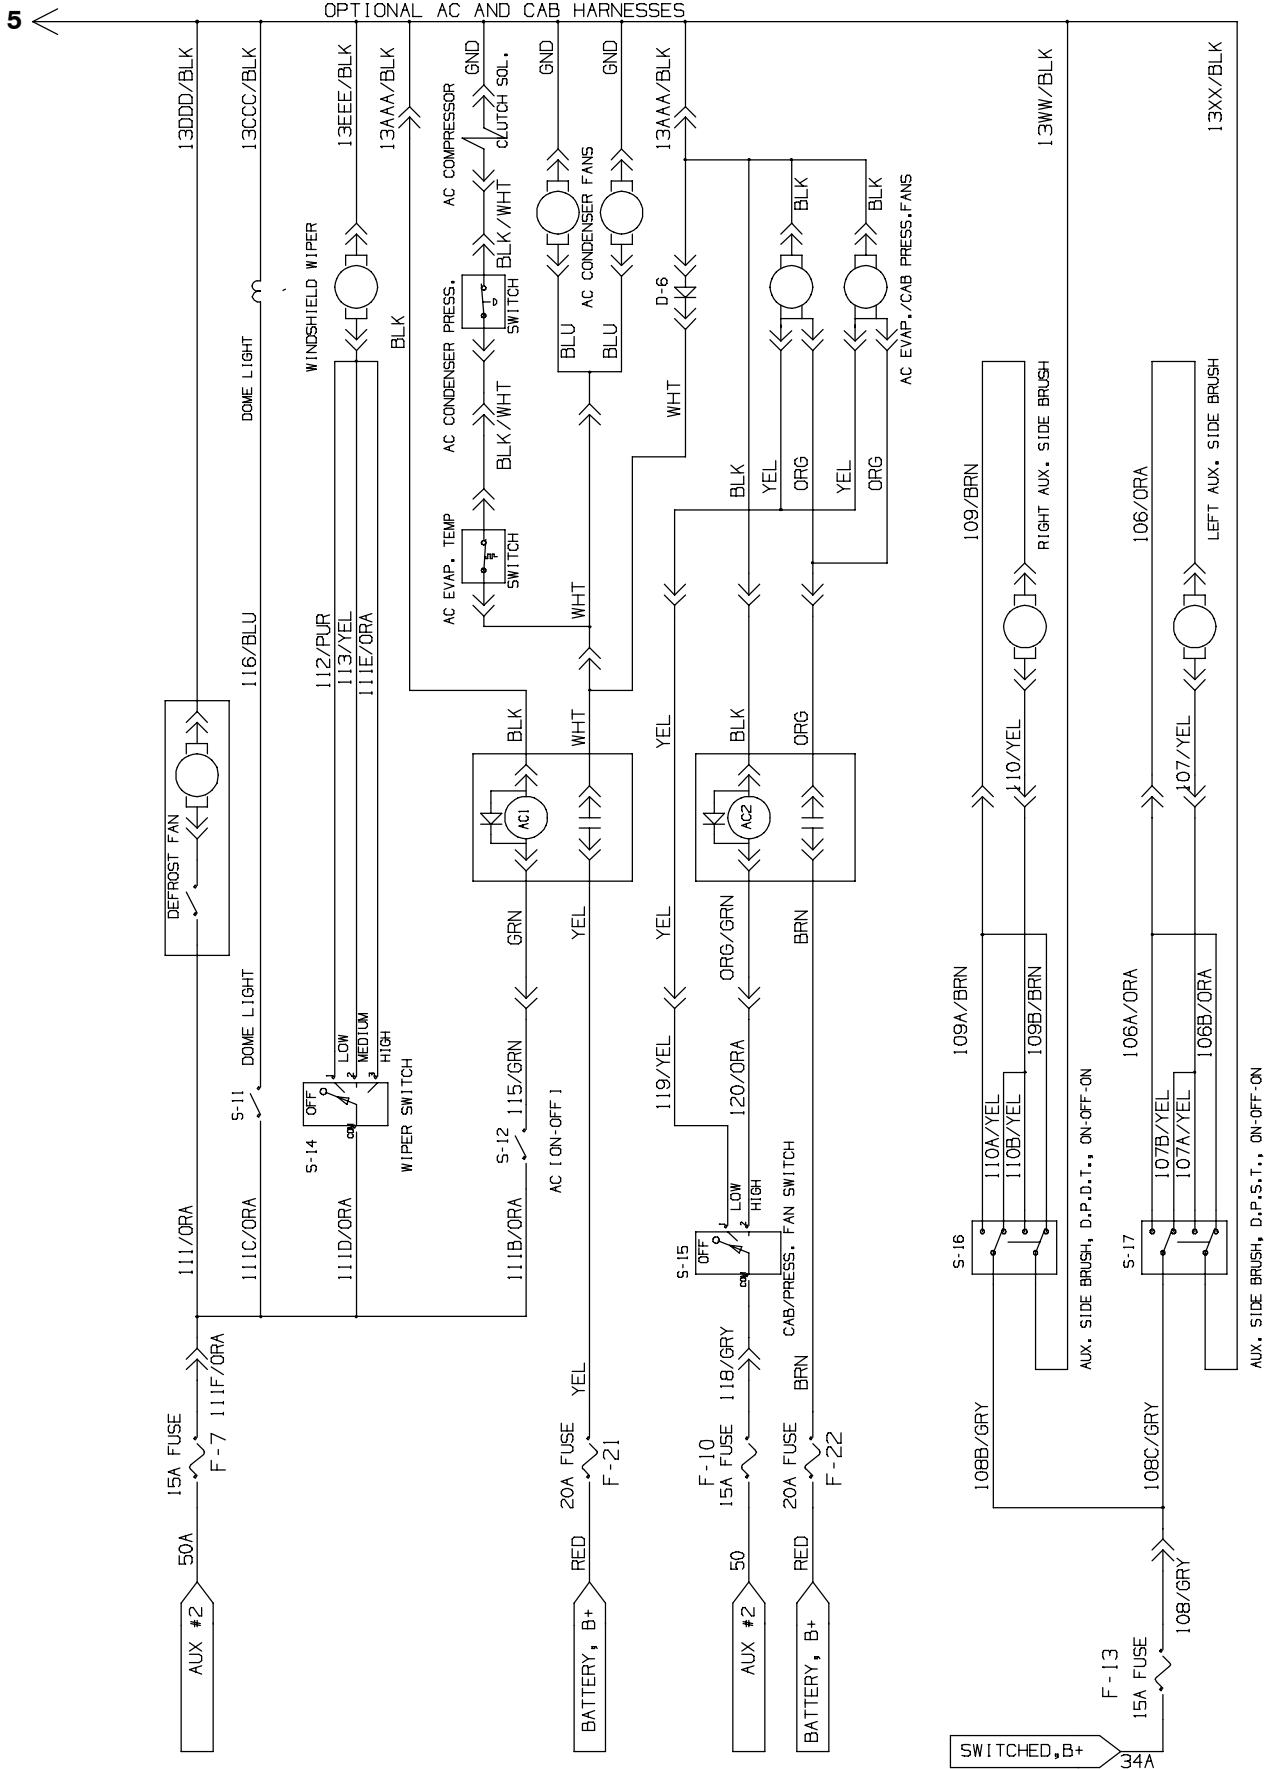 5
OPTIONAL AC AND CAB HARNESSES
13DDD/BLK
13CCC/BLK
13EEE/BLK
13AAA/BLK
GND
CLUTCH SOL.
GND
GND
13AAA/BLK
13WW/BLK
13XX/BLK
AC COMPRESSOR
BLK/WHT
AC CONDENSER FANS
BLK
BLK
AC EVAP./CAB PRESS.FANS
WINDSHIELD WIPER
DOME LIGHT
BLK
AC CONDENSER PRESS.
SWITCH
BLU
BLU
D-6
WHT
BLK/WHT
BLK
YEL
ORG
YEL
ORG
109/BRN
RIGHT AUX. SIDE BRUSH
106/ORA
LEFT AUX. SIDE BRUSH
116/BLU
112/PUR
113/YEL
111E/ORA
AC EVAP. TEMP
SWITCH
WHT
BLK
WHT
YEL
BLK
ORG
110/YEL
107/YEL
DEFROST FAN
AC1
AC2
GRN
YEL
YEL
ORG/GRN
BRN
109A/BRN
109B/BRN
106A/ORA
106B/ORA
DOME LIGHT
S-11
LOW
MEDIUM
HIGH
1
2
3
OFF
COM
S-14
WIPER SWITCH
115/GRN
S-12
AC [ON-OFF]
119/YEL
120/ORA
110A/YEL
110B/YEL
107B/YEL
107A/YEL
111/ORA
111C/ORA
111D/ORA
111B/ORA
S-15
OFF
LOW
HIGH
1
2
COM
CAB/PRESS. FAN SWITCH
S-16
AUX. SIDE BRUSH, D.P.D.T., ON-OFF-ON
S-17
AUX. SIDE BRUSH, D.P.S.T., ON-OFF-ON
111F/ORA
15A FUSE
F-7
YEL
20A FUSE
F-21
118/GRY
F-10
15A FUSE
BRN
20A FUSE
F-22
108B/GRY
108C/GRY
50A
RED
50
RED
108/GRY
AUX #2
BATTERY, B+
AUX #2
BATTERY, B+
F-13
15A FUSE
SWITCHED,B+
34A